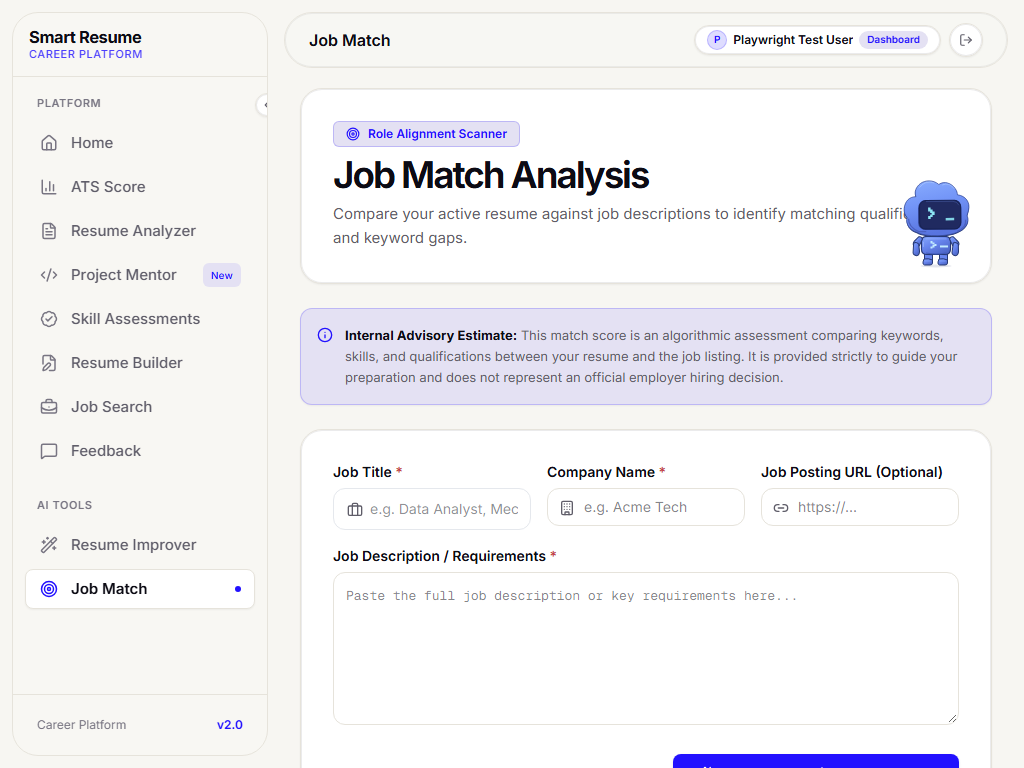 Smart Resume
CAREER PLATFORM
Job Match
P Playwright Test User Dashboard
PLATFORM
Home
ATS Score
Resume Analyzer
Project Mentor New
Skill Assessments
Resume Builder
Job Search
Feedback
AI TOOLS
Resume Improver
Job Match
Career Platform v2.0
Role Alignment Scanner
Job Match Analysis
Compare your active resume against job descriptions to identify matching
and keyword gaps.
Internal Advisory Estimate: This match score is an algorithmic assessment comparing keywords,
skills, and qualifications between your resume and the job listing. It is provided strictly to guide your
preparation and does not represent an official employer hiring decision.
Job Title * Company Name * Job Posting URL (Optional)
e.g. Data Analyst, Mec e.g. Acme Tech https://...
Job Description / Requirements *
Paste the full job description or key requirements here...